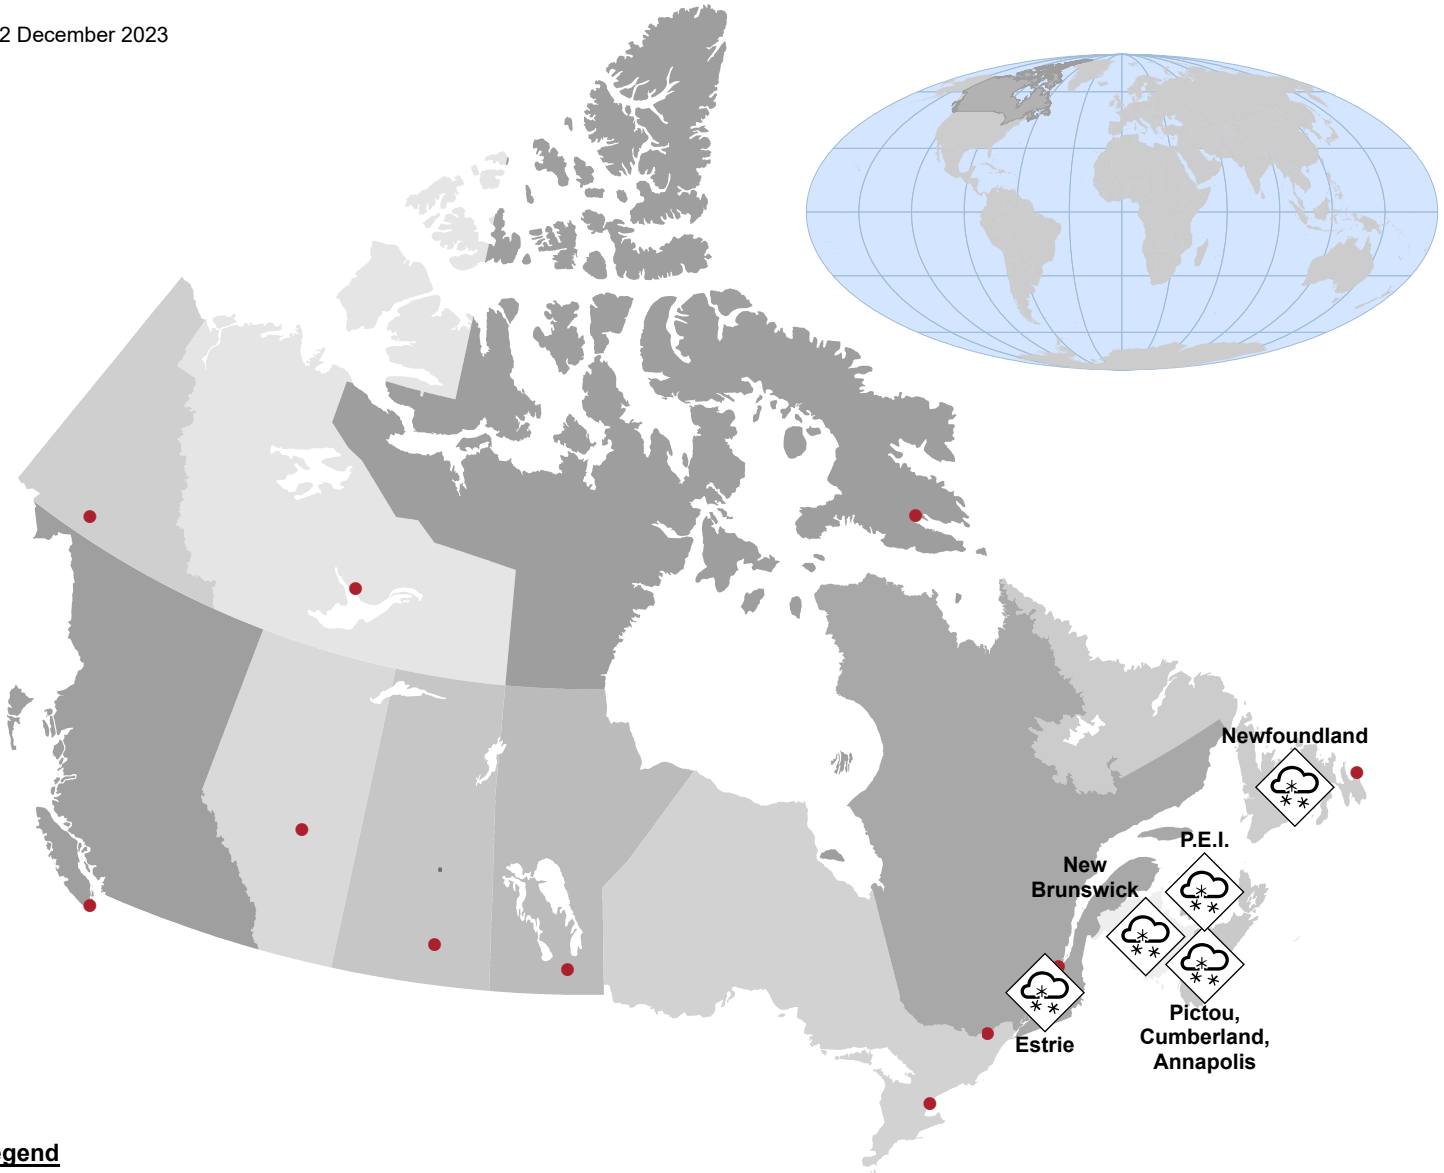 2 December 2023
Newfoundland
P.E.I.
New
Brunswick
Pictou,
Cumberland,
Annapolis
Estrie
egend